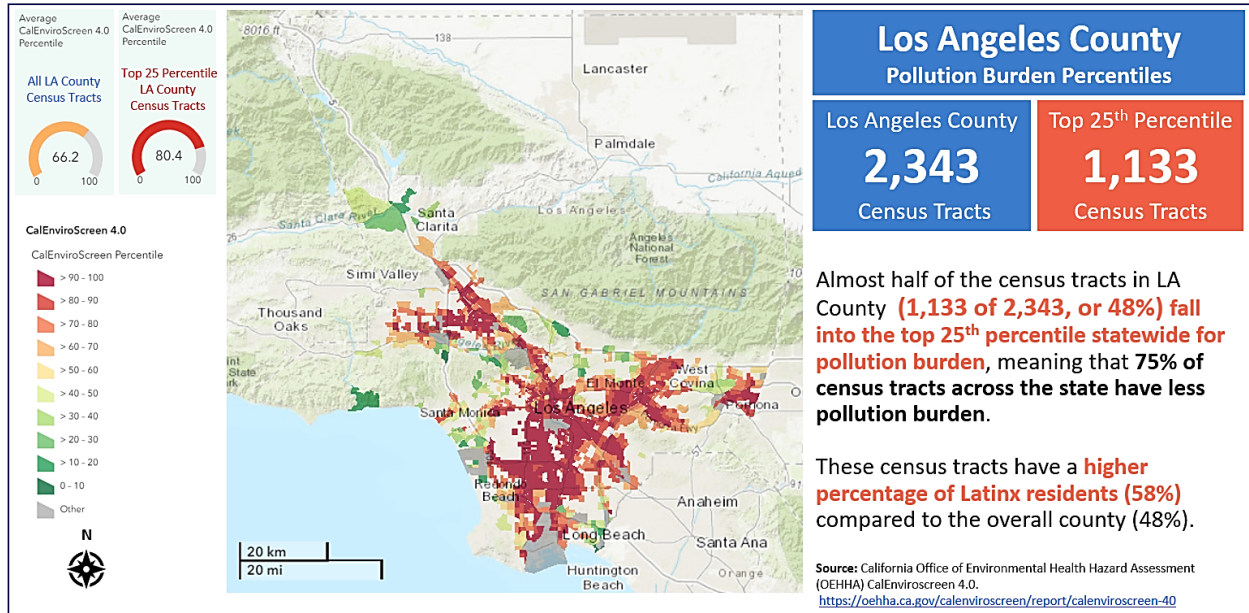 Average
CalEnviroScreen 4.0
Percentile
All LA County
Census Tracts
66.2
0
100
Average
CalEnviroScreen 4.0
Percentile
Top 25 Percentile
LA County
Census Tracts
80.4
0
100
CalEnviroScreen 4.0
CalEnviroScreen Percentile
> 90 - 100
> 80 - 90
> 70 - 80
> 60 - 70
> 50 - 60
> 40 - 50
> 30 - 40
> 20 - 30
> 10 - 20
0 - 10
Other
N
8016 ft
138
Lancaster
Palmdale
California Aqued
5
Santa Clara River
Santa
Clarita
Los Angeles
26
Angeles
National
Forest
Simi Valley
SAN GABRIEL MOUNTAINS
Thousand
Oaks
State
Park
West
Covina
El Monte
Santa Monica
Los Angeles
Pomona
Redondo
Beach
Anaheim
Long Beach
Santa Ana
Huntington
Beach
Orange
20 km
20 mi
Los Angeles County
Pollution Burden Percentiles
Los Angeles County
2,343
Census Tracts
Top 25th Percentile
1,133
Census Tracts
Almost half of the census tracts in LA
County (1,133 of 2,343, or 48%) fall
into the top 25th percentile statewide for
pollution burden, meaning that 75% of
census tracts across the state have less
pollution burden.
These census tracts have a higher
percentage of Latinx residents (58%)
compared to the overall county (48%).
Source: California Office of Environmental Health Hazard Assessment
(OEHHA) CalEnviroscreen 4.0.
https://oehha.ca.gov/calenviroscreen/report/calenviroscreen-40